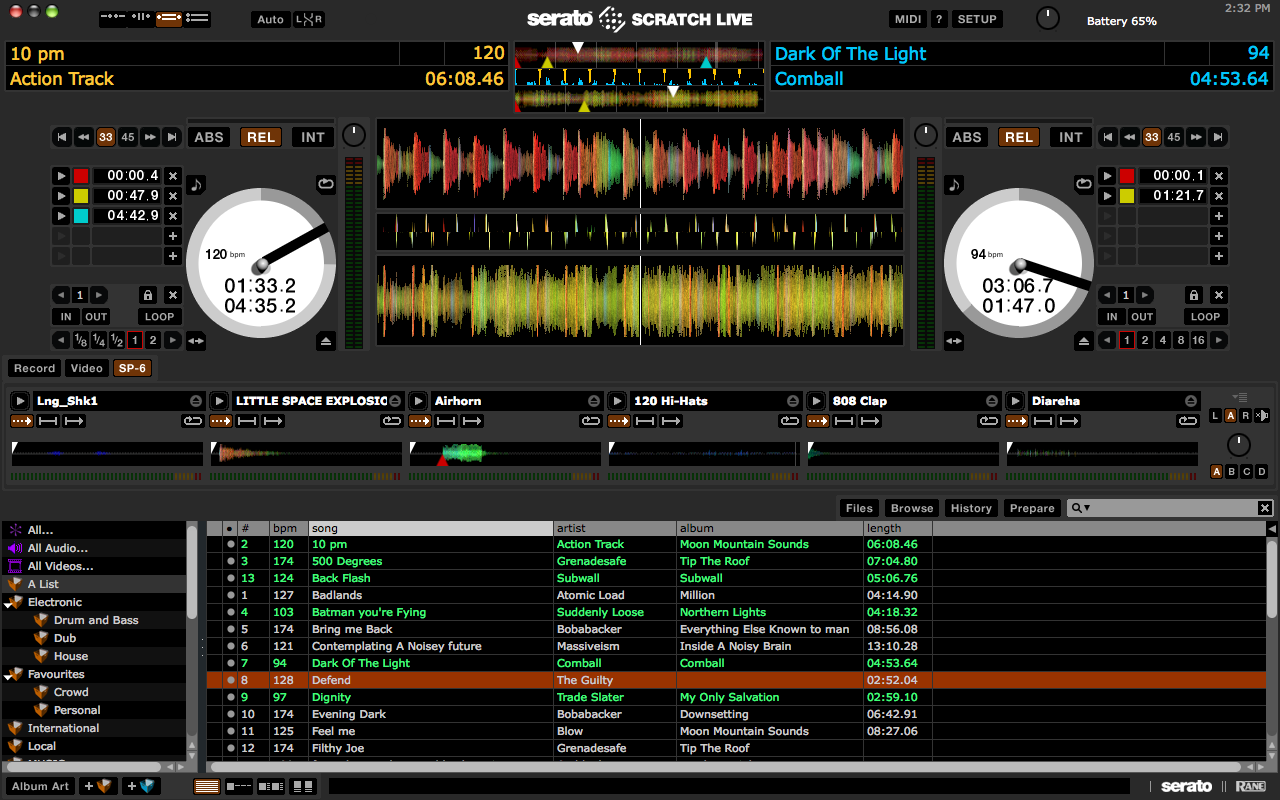 Auto L R serato SCRATCH LIVE MIDI ? SETUP Battery 65% 2:32 PM
10 pm 120
Action Track 06:08.46
Dark Of The Light 94
Comball 04:53.64
33 45 ABS REL INT
00:00.4
00:47.9
04:42.9
120 bpm
01:33.2
04:35.2
1
IN OUT LOOP
1/8 1/4 1/2 1 2
ABS REL INT 33 45
00:00.1
01:21.7
94 bpm
03:06.7
01:47.0
1
IN OUT LOOP
1 2 4 8 16
Record Video SP-6
Lng_Shk1 LITTLE SPACE EXPLOSIO Airhorn 120 Hi-Hats 808 Clap Diareha
L A R
A B C D
Files Browse History Prepare
All...
All Audio...
All Videos...
A List
Electronic
Drum and Bass
Dub
House
Favourites
Crowd
Personal
International
Local
# bpm song artist album length
2 120 10 pm Action Track Moon Mountain Sounds 06:08.46
3 174 500 Degrees Grenadesafe Tip The Roof 07:04.80
13 124 Back Flash Subwall Subwall 05:06.76
1 127 Badlands Atomic Load Million 04:14.90
4 103 Batman you're Fying Suddenly Loose Northern Lights 04:18.32
5 174 Bring me Back Bobabacker Everything Else Known to man 08:56.08
6 121 Contemplating A Noisey future Massiveism Inside A Noisy Brain 13:10.28
7 94 Dark Of The Light Comball Comball 04:53.64
8 128 Defend The Guilty 02:52.04
9 97 Dignity Trade Slater My Only Salvation 02:59.10
10 174 Evening Dark Bobabacker Downsetting 06:42.91
11 125 Feel me Blow Moon Mountain Sounds 08:27.06
12 174 Filthy Joe Grenadesafe Tip The Roof
Album Art serato RANE